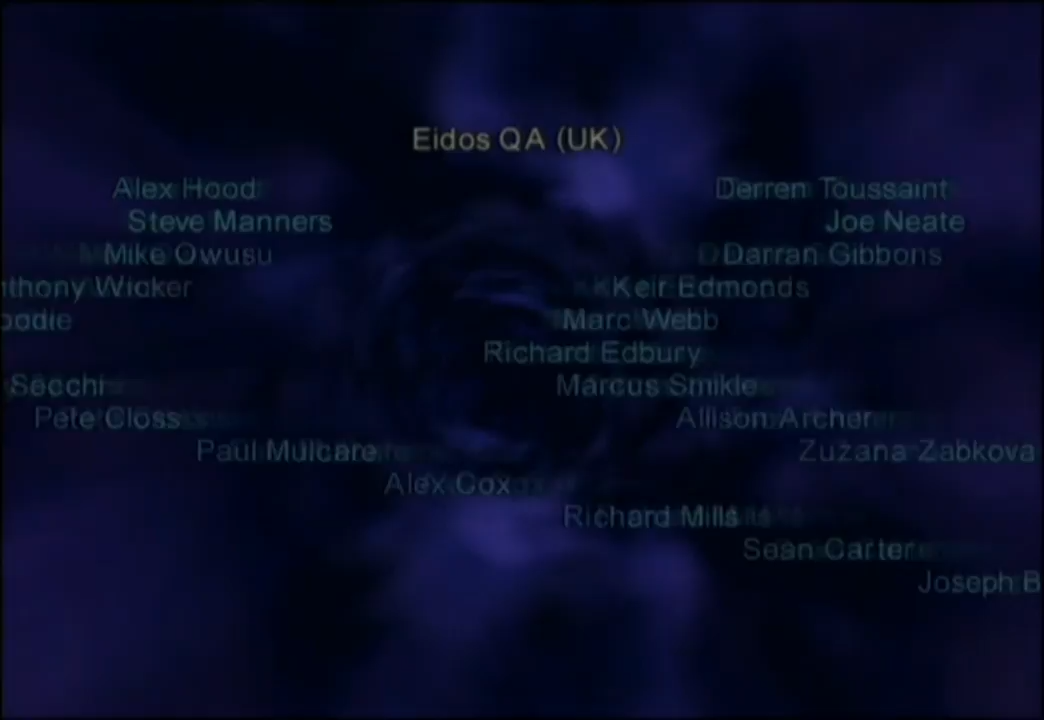 Eidos QA (UK)
Alex Hood Derren Toussaint
Steve Manners Joe Neate
Mike Owusu Darran Gibbons
nthony Wicker Keir Edmonds
oodie Marc Webb
Richard Edbury
Secchi Marcus Smikle
Pete Closs Allison Archer
Paul Mulcare Zuzana Zabkova
Alex Cox
Richard Mills
Sean Carter
Joseph B